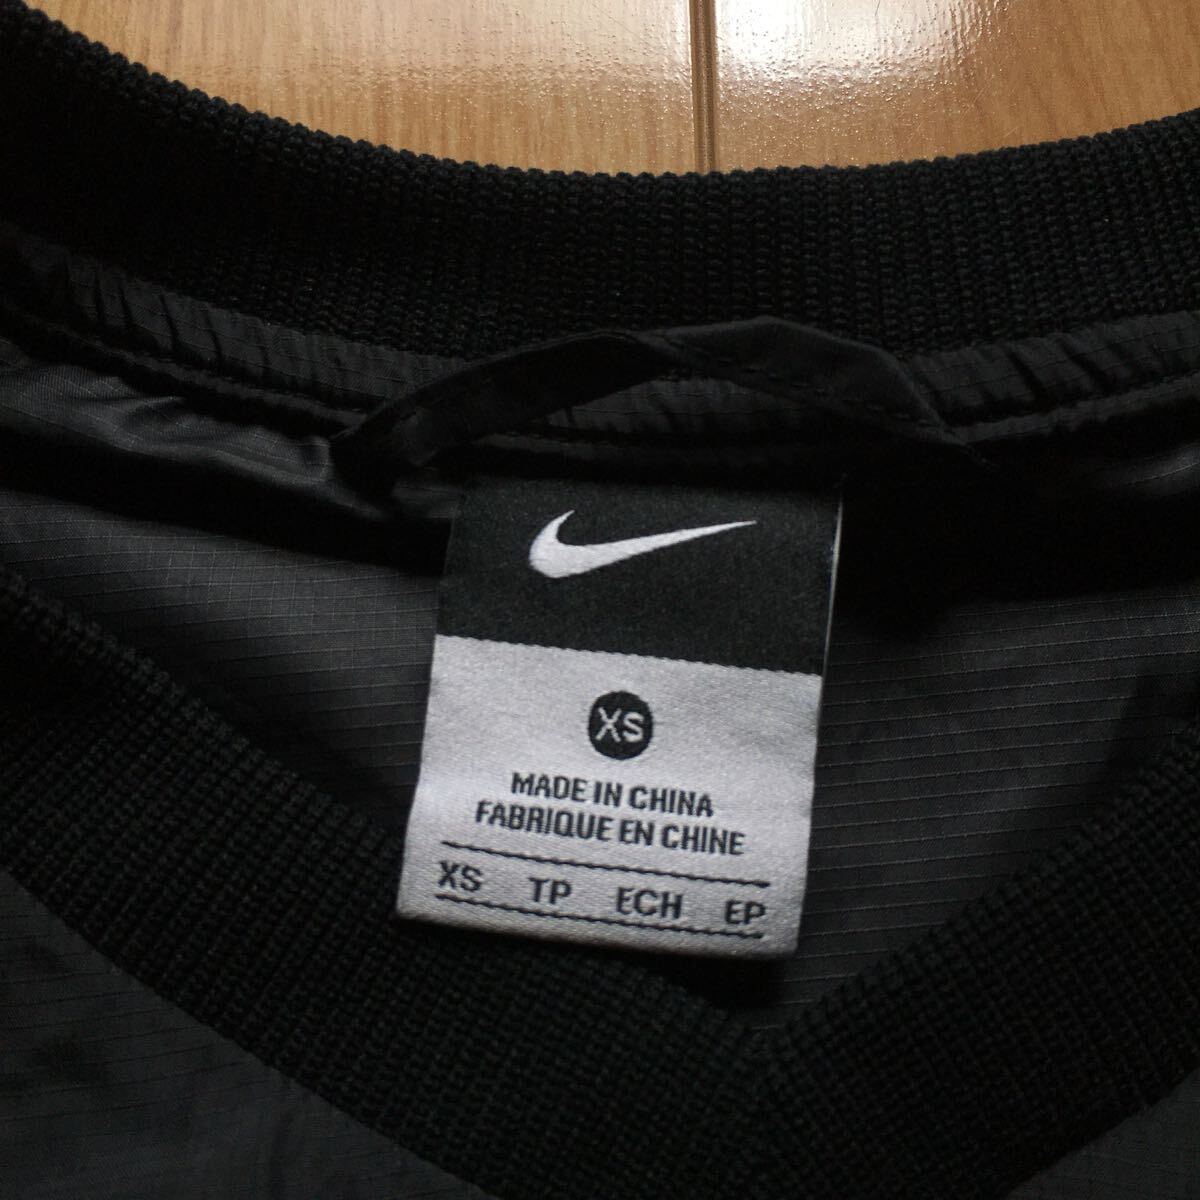 XS
MADE IN CHINA
FABRIQUE EN CHINE
XS TP ECH EP